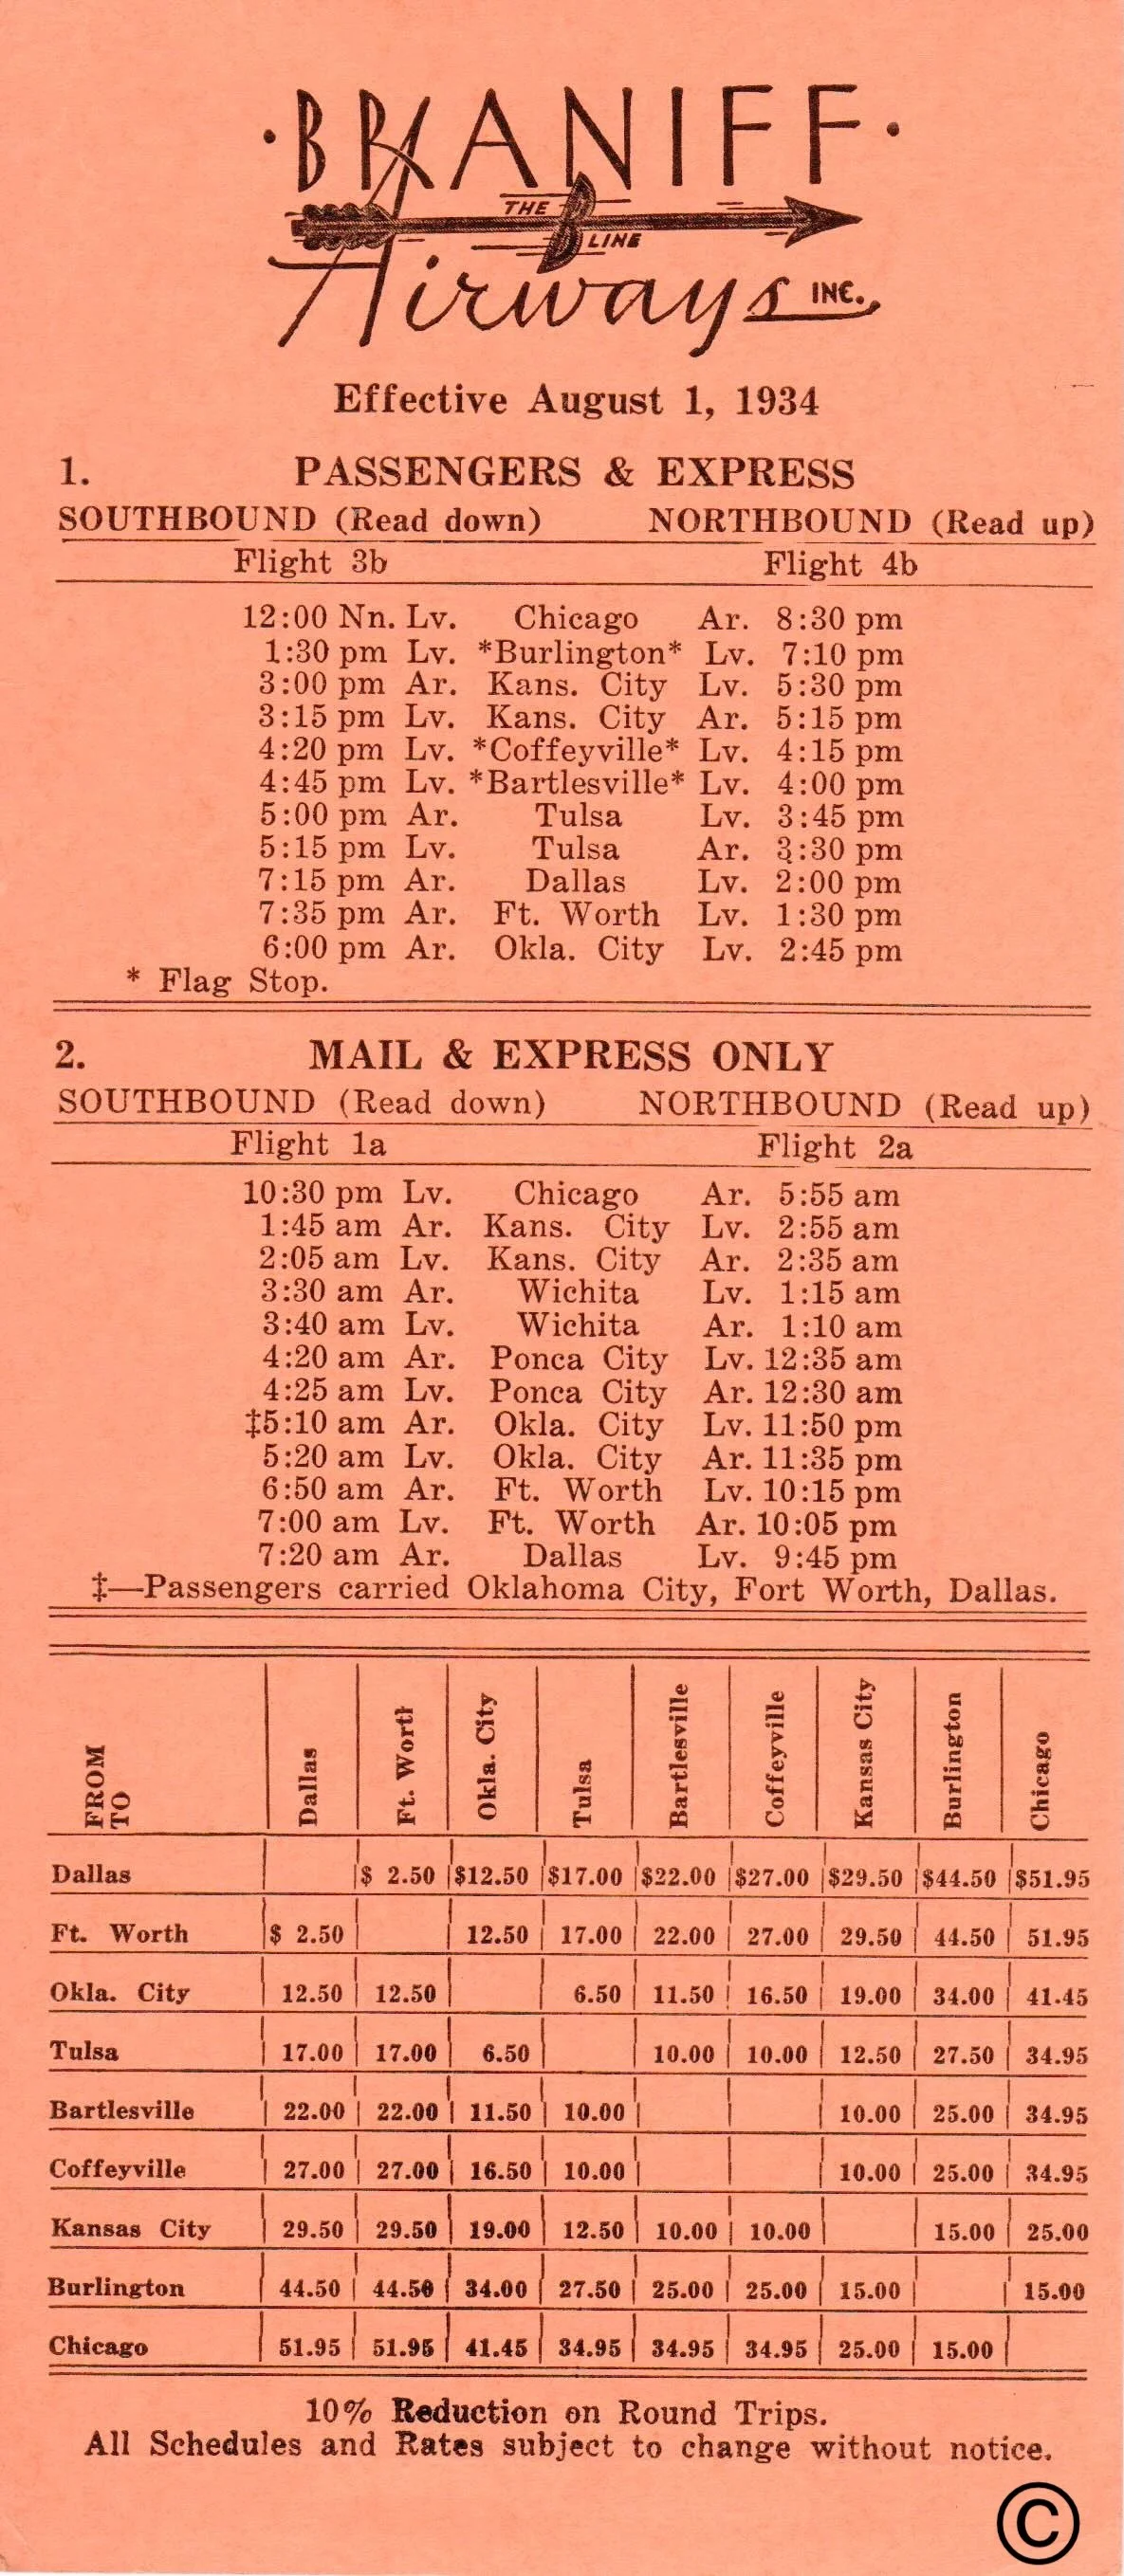 ·BRANIFF·
THE B LINE
Airways INC.
Effective August 1, 1934
1. PASSENGERS & EXPRESS
SOUTHBOUND (Read down) NORTHBOUND (Read up)
Flight 3b Flight 4b
12:00 Nn. Lv. Chicago Ar. 8:30 pm
1:30 pm Lv. *Burlington* Lv. 7:10 pm
3:00 pm Ar. Kans. City Lv. 5:30 pm
3:15 pm Lv. Kans. City Ar. 5:15 pm
4:20 pm Lv. *Coffeyville* Lv. 4:15 pm
4:45 pm Lv. *Bartlesville* Lv. 4:00 pm
5:00 pm Ar. Tulsa Lv. 3:45 pm
5:15 pm Lv. Tulsa Ar. 3:30 pm
7:15 pm Ar. Dallas Lv. 2:00 pm
7:35 pm Ar. Ft. Worth Lv. 1:30 pm
6:00 pm Ar. Okla. City Lv. 2:45 pm
* Flag Stop.
2. MAIL & EXPRESS ONLY
SOUTHBOUND (Read down) NORTHBOUND (Read up)
Flight 1a Flight 2a
10:30 pm Lv. Chicago Ar. 5:55 am
1:45 am Ar. Kans. City Lv. 2:55 am
2:05 am Lv. Kans. City Ar. 2:35 am
3:30 am Ar. Wichita Lv. 1:15 am
3:40 am Lv. Wichita Ar. 1:10 am
4:20 am Ar. Ponca City Lv. 12:35 am
4:25 am Lv. Ponca City Ar. 12:30 am
‡5:10 am Ar. Okla. City Lv. 11:50 pm
5:20 am Lv. Okla. City Ar. 11:35 pm
6:50 am Ar. Ft. Worth Lv. 10:15 pm
7:00 am Lv. Ft. Worth Ar. 10:05 pm
7:20 am Ar. Dallas Lv. 9:45 pm
‡—Passengers carried Oklahoma City, Fort Worth, Dallas.
FROM TO Dallas Ft. Worth Okla. City Tulsa Bartlesville Coffeyville Kansas City Burlington Chicago
Dallas $ 2.50 $12.50 $17.00 $22.00 $27.00 $29.50 $44.50 $51.95
Ft. Worth $ 2.50 12.50 17.00 22.00 27.00 29.50 44.50 51.95
Okla. City 12.50 12.50 6.50 11.50 16.50 19.00 34.00 41.45
Tulsa 17.00 17.00 6.50 10.00 10.00 12.50 27.50 34.95
Bartlesville 22.00 22.00 11.50 10.00 10.00 25.00 34.95
Coffeyville 27.00 27.00 16.50 10.00 10.00 25.00 34.95
Kansas City 29.50 29.50 19.00 12.50 10.00 10.00 15.00 25.00
Burlington 44.50 44.50 34.00 27.50 25.00 25.00 15.00 15.00
Chicago 51.95 51.95 41.45 34.95 34.95 34.95 25.00 15.00
10% Reduction on Round Trips.
All Schedules and Rates subject to change without notice.
©